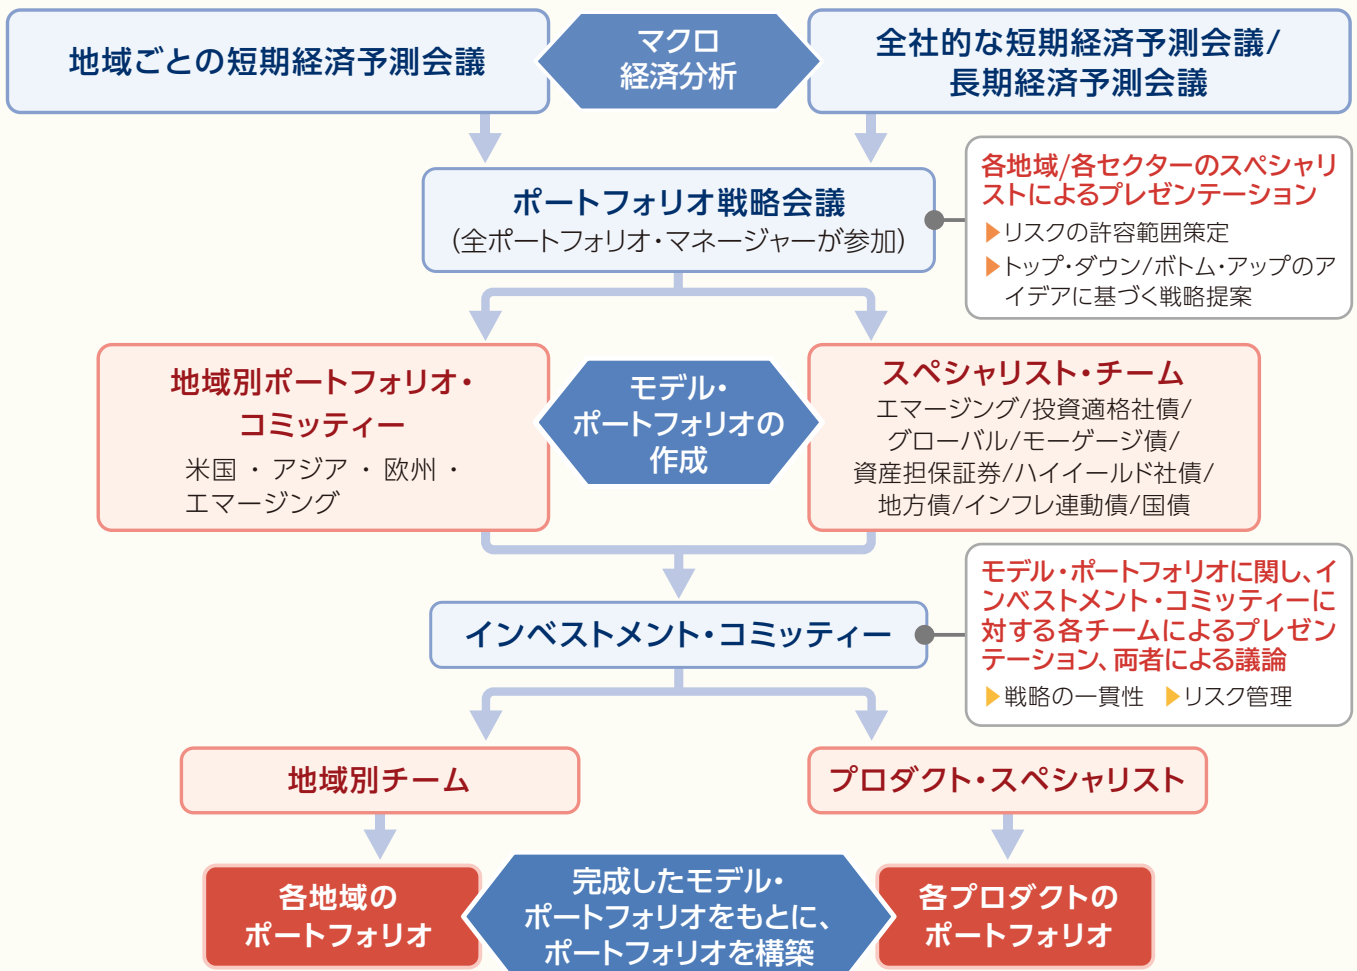 地域ごとの短期経済予測会議
マクロ
経済分析
全社的な短期経済予測会議/
長期経済予測会議
ポートフォリオ戦略会議
(全ポートフォリオ・マネージャーが参加)
各地域/各セクターのスペシャリ
ストによるプレゼンテーション
▶リスクの許容範囲策定
▶トップ・ダウン/ボトム・アップのア
イデアに基づく戦略提案
地域別ポートフォリオ・
コミッティー
米国 ・ アジア ・ 欧州 ・
エマージング
モデル・
ポートフォリオの
作成
スペシャリスト・チーム
エマージング/投資適格社債/
グローバル/モーゲージ債/
資産担保証券/ハイイールド社債/
地方債/インフレ連動債/国債
インベストメント・コミッティー
モデル・ポートフォリオに関し、イ
ンベストメント・コミッティーに
対する各チームによるプレゼン
テーション、両者による議論
▶戦略の一貫性 ▶リスク管理
地域別チーム
プロダクト・スペシャリスト
各地域の
ポートフォリオ
完成したモデル・
ポートフォリオをもとに、
ポートフォリオを構築
各プロダクトの
ポートフォリオ